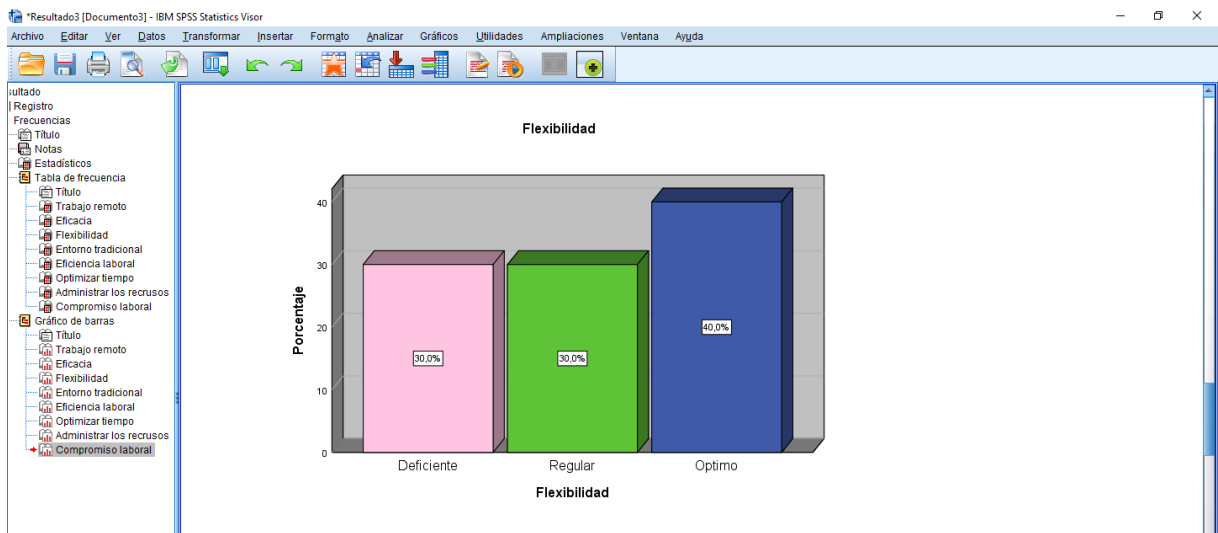 *Resultado3 [Documento3] - IBM SPSS Statistics Visor
Archivo Editar Ver Datos Transformar Insertar Formato Analizar Gráficos Utilidades Ampliaciones Ventana Ayuda
sultado
Registro
Frecuencias
Título
Notas
Estadísticos
Tabla de frecuencia
Título
Trabajo remoto
Eficacia
Flexibilidad
Entorno tradicional
Eficiencia laboral
Optimizar tiempo
Administrar los recrusos
Compromiso laboral
Gráfico de barras
Título
Trabajo remoto
Eficacia
Flexibilidad
Entorno tradicional
Eficiencia laboral
Optimizar tiempo
Administrar los recrusos
Compromiso laboral
Flexibilidad
Porcentaje
40
30
20
10
0
30,0%
30,0%
40,0%
Deficiente Regular Optimo
Flexibilidad